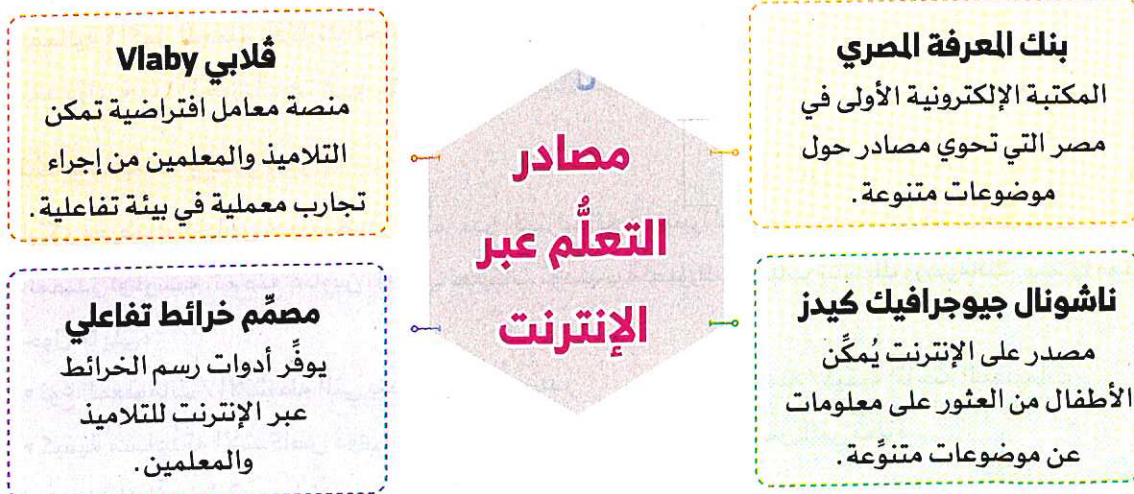 بنك المعرفة المصري
المكتبة الإلكترونية الأولى في
مصر التي تحوي مصادر حول
موضوعات متنوعة.
ڤلابي Vlaby
منصة معامل افتراضية تمكن
التلاميذ والمعلمين من إجراء
تجارب معملية في بيئة تفاعلية.
مصادر
التعلُّم عبر
الإنترنت
ناشونال جيوجرافيك كيدز
مصدر على الإنترنت يُمكِّن
الأطفال من العثور على معلومات
عن موضوعات متنوِّعة.
مصمِّم خرائط تفاعلي
يوفِّر أدوات رسم الخرائط
عبر الإنترنت للتلاميذ
والمعلمين.